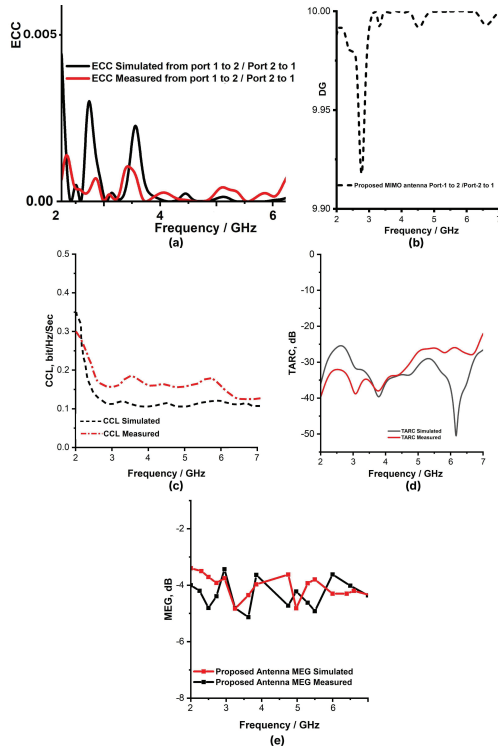 ECC
0.005
0.00
ECC Simulated from port 1 to 2 / Port 2 to 1
ECC Measured from port 1 to 2 / Port 2 to 1
2 4 6
Frequency / GHz
(a)
DG
10.00
9.95
9.90
Proposed MIMO antenna Port-1 to 2 /Port-2 to 1
2 3 4 5 6 7
Frequency / GHz
(b)
CCL, bit/Hz/Sec
0.5
0.4
0.3
0.2
0.1
0.0
CCL Simulated
CCL Measured
2 3 4 5 6 7
Frequency / GHz
(c)
TARC, dB
0
-10
-20
-30
-40
-50
TARC Simulated
TARC Measured
2 3 4 5 6 7
Frequency / GHz
(d)
MEG, dB
-2
-4
-6
-8
Proposed Antenna MEG Simulated
Proposed Antenna MEG Measured
2 3 4 5 6
Frequency / GHz
(e)